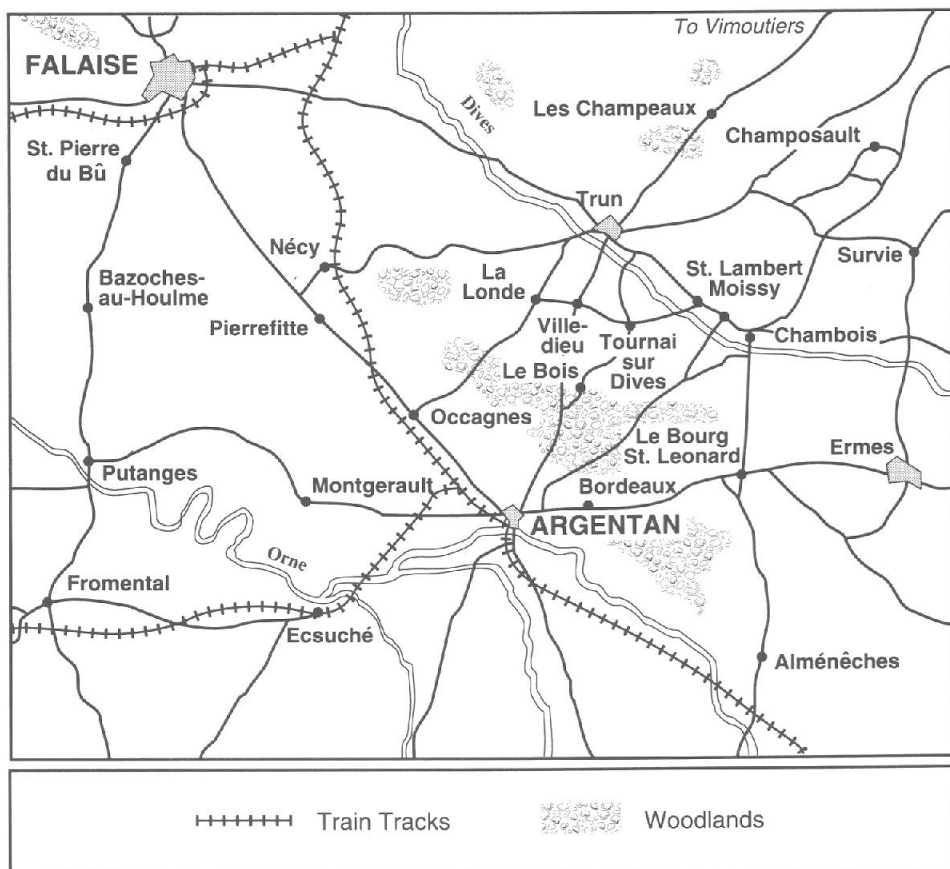 To Vimoutiers
FALAISE
Dives
Les Champeaux
Champosault
St. Pierre
du Bû
Trun
Nécy
Survie
Bazoches-
au-Houlme
La
Londe
St. Lambert
Moissy
Pierrefitte
Ville-
dieu
Tournai
sur
Dives
Chambois
Le Bois
Occagnes
Le Bourg
St. Leonard
Ermes
Putanges
Montgerault
Bordeaux
ARGENTAN
Orne
Fromental
Ecsuché
Alménêches
Train Tracks
Woodlands